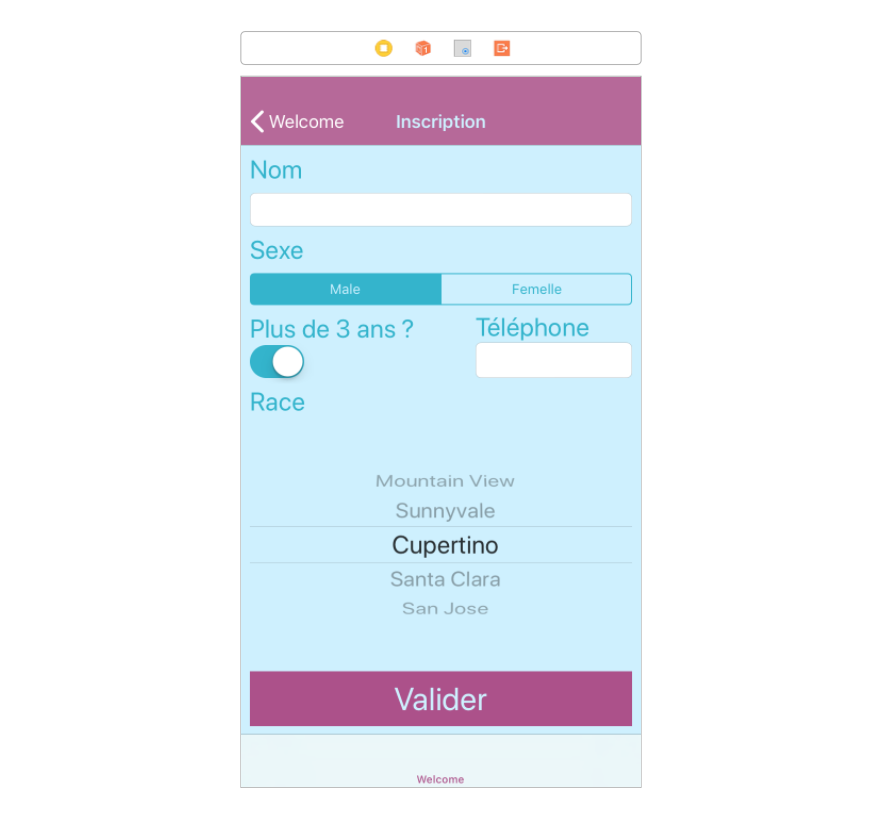 Welcome
Inscription
Nom
Sexe
Male
Femelle
Plus de 3 ans ?
Téléphone
Race
Mountain View
Sunnyvale
Cupertino
Santa Clara
San Jose
Valider
Welcome